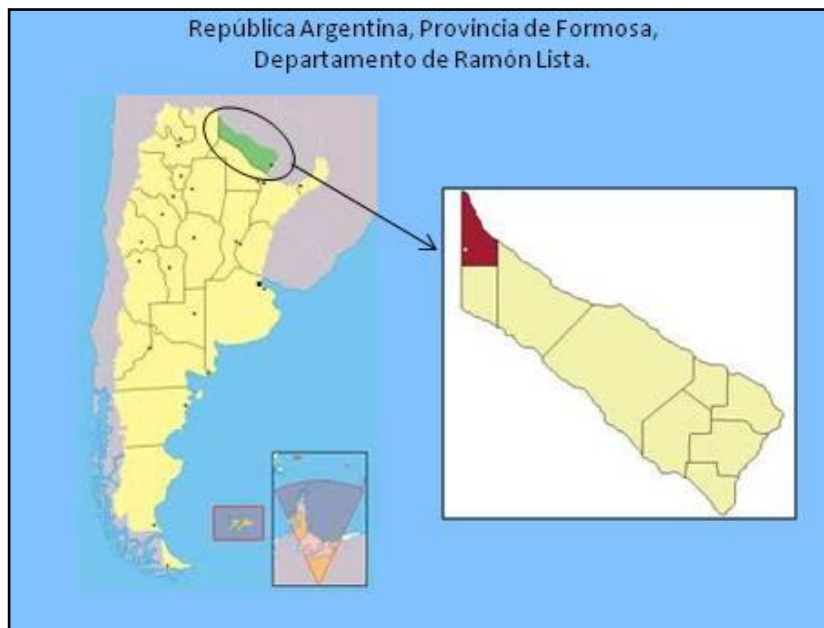 República Argentina, Provincia de Formosa,
Departamento de Ramón Lista.